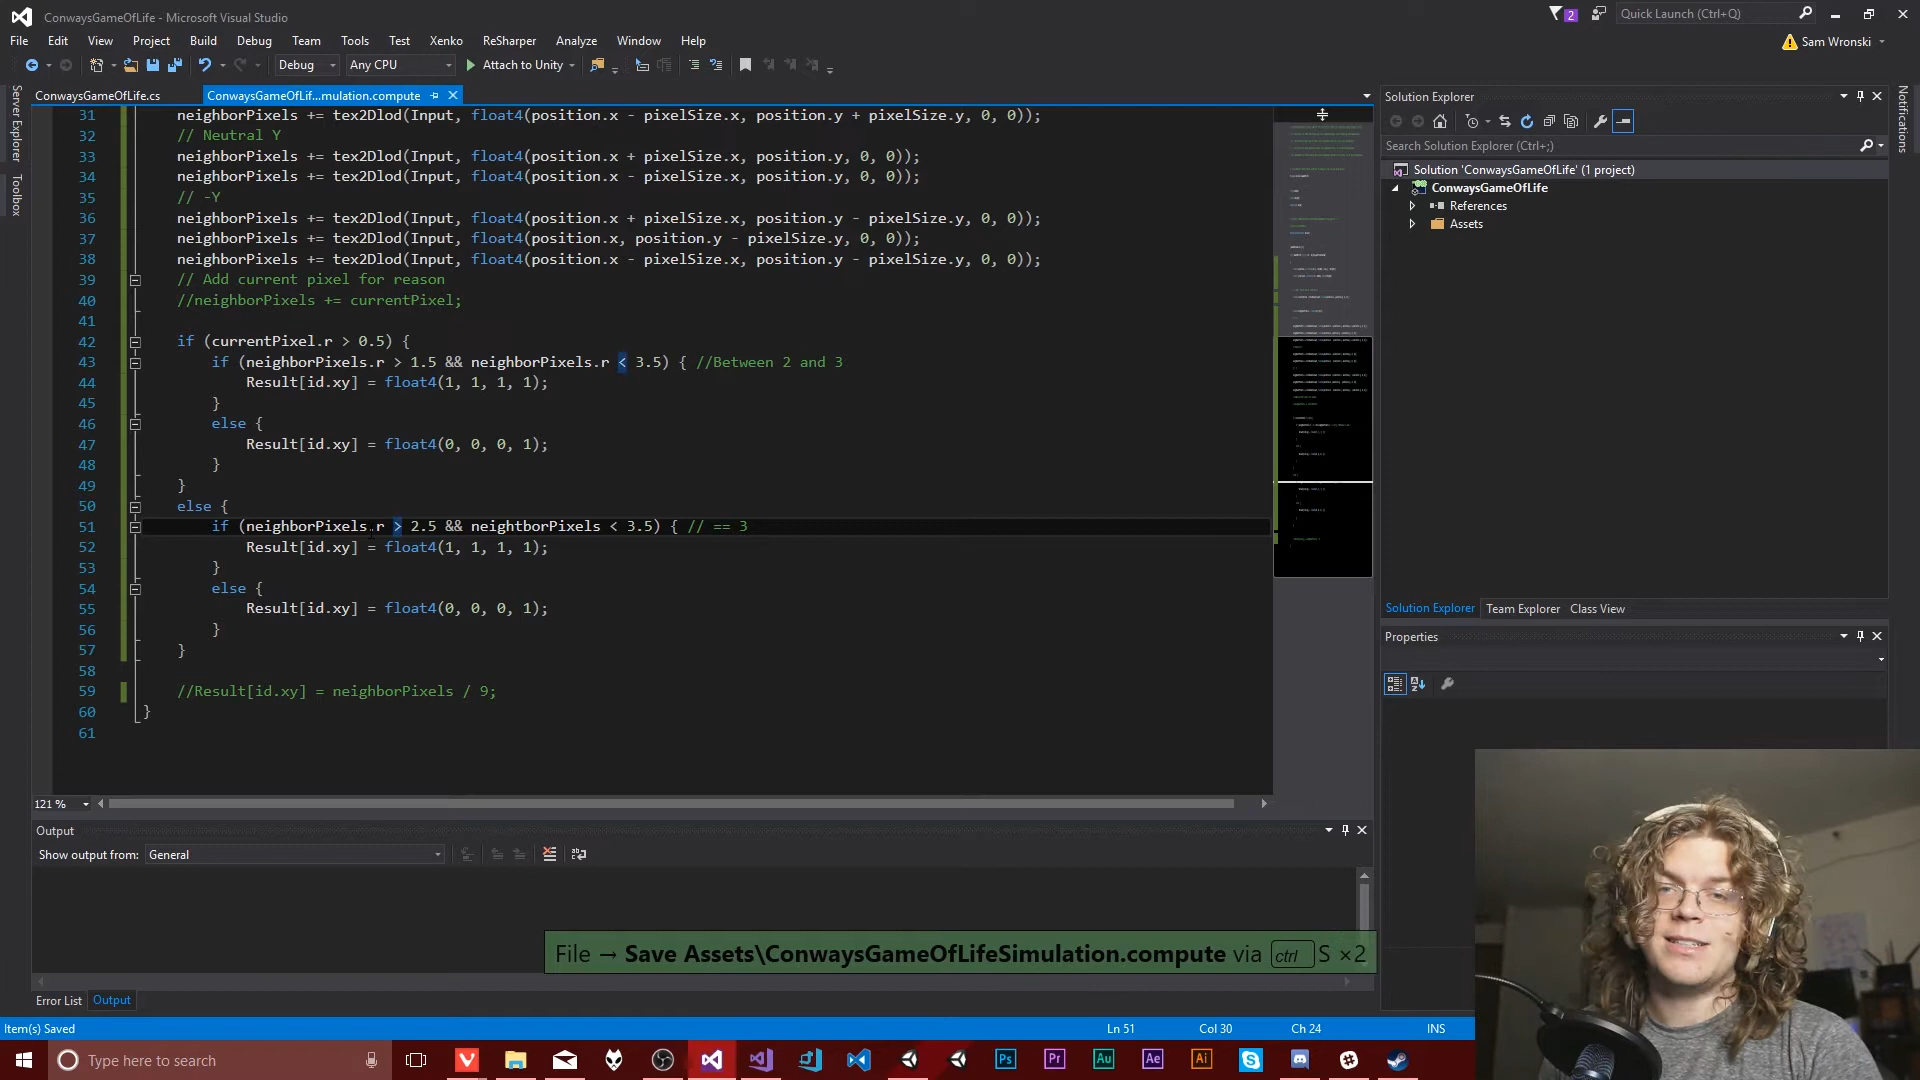 ConwaysGameOfLife - Microsoft Visual Studio
2
Quick Launch (Ctrl+Q)
File Edit View Project Build Debug Team Tools Test Xenko ReSharper Analyze Window Help
Sam Wronski
Debug Any CPU Attach to Unity
Server Explorer
Toolbox
ConwaysGameOfLife.cs ConwaysGameOfLif...mulation.compute
31 neighborPixels += tex2Dlod(Input, float4(position.x - pixelSize.x, position.y + pixelSize.y, 0, 0));
32 // Neutral Y
33 neighborPixels += tex2Dlod(Input, float4(position.x + pixelSize.x, position.y, 0, 0));
34 neighborPixels += tex2Dlod(Input, float4(position.x - pixelSize.x, position.y, 0, 0));
35 // -Y
36 neighborPixels += tex2Dlod(Input, float4(position.x + pixelSize.x, position.y - pixelSize.y, 0, 0));
37 neighborPixels += tex2Dlod(Input, float4(position.x, position.y - pixelSize.y, 0, 0));
38 neighborPixels += tex2Dlod(Input, float4(position.x - pixelSize.x, position.y - pixelSize.y, 0, 0));
39 // Add current pixel for reason
40 //neighborPixels += currentPixel;
41
42 if (currentPixel.r > 0.5) {
43 if (neighborPixels.r > 1.5 && neighborPixels.r < 3.5) { //Between 2 and 3
44 Result[id.xy] = float4(1, 1, 1, 1);
45 }
46 else {
47 Result[id.xy] = float4(0, 0, 0, 1);
48 }
49 }
50 else {
51 if (neighborPixels.r > 2.5 && neightborPixels < 3.5) { // == 3
52 Result[id.xy] = float4(1, 1, 1, 1);
53 }
54 else {
55 Result[id.xy] = float4(0, 0, 0, 1);
56 }
57 }
58
59 //Result[id.xy] = neighborPixels / 9;
60 }
61
121 %
Solution Explorer
Search Solution Explorer (Ctrl+;)
Solution 'ConwaysGameOfLife' (1 project)
ConwaysGameOfLife
References
Assets
Solution Explorer Team Explorer Class View
Properties
Notifications
Output
Show output from: General
File → Save Assets\ConwaysGameOfLifeSimulation.compute via ctrl S ×2
Error List Output
Item(s) Saved Ln 51 Col 30 Ch 24 INS
Type here to search
Ps Pr Au Ae Ai